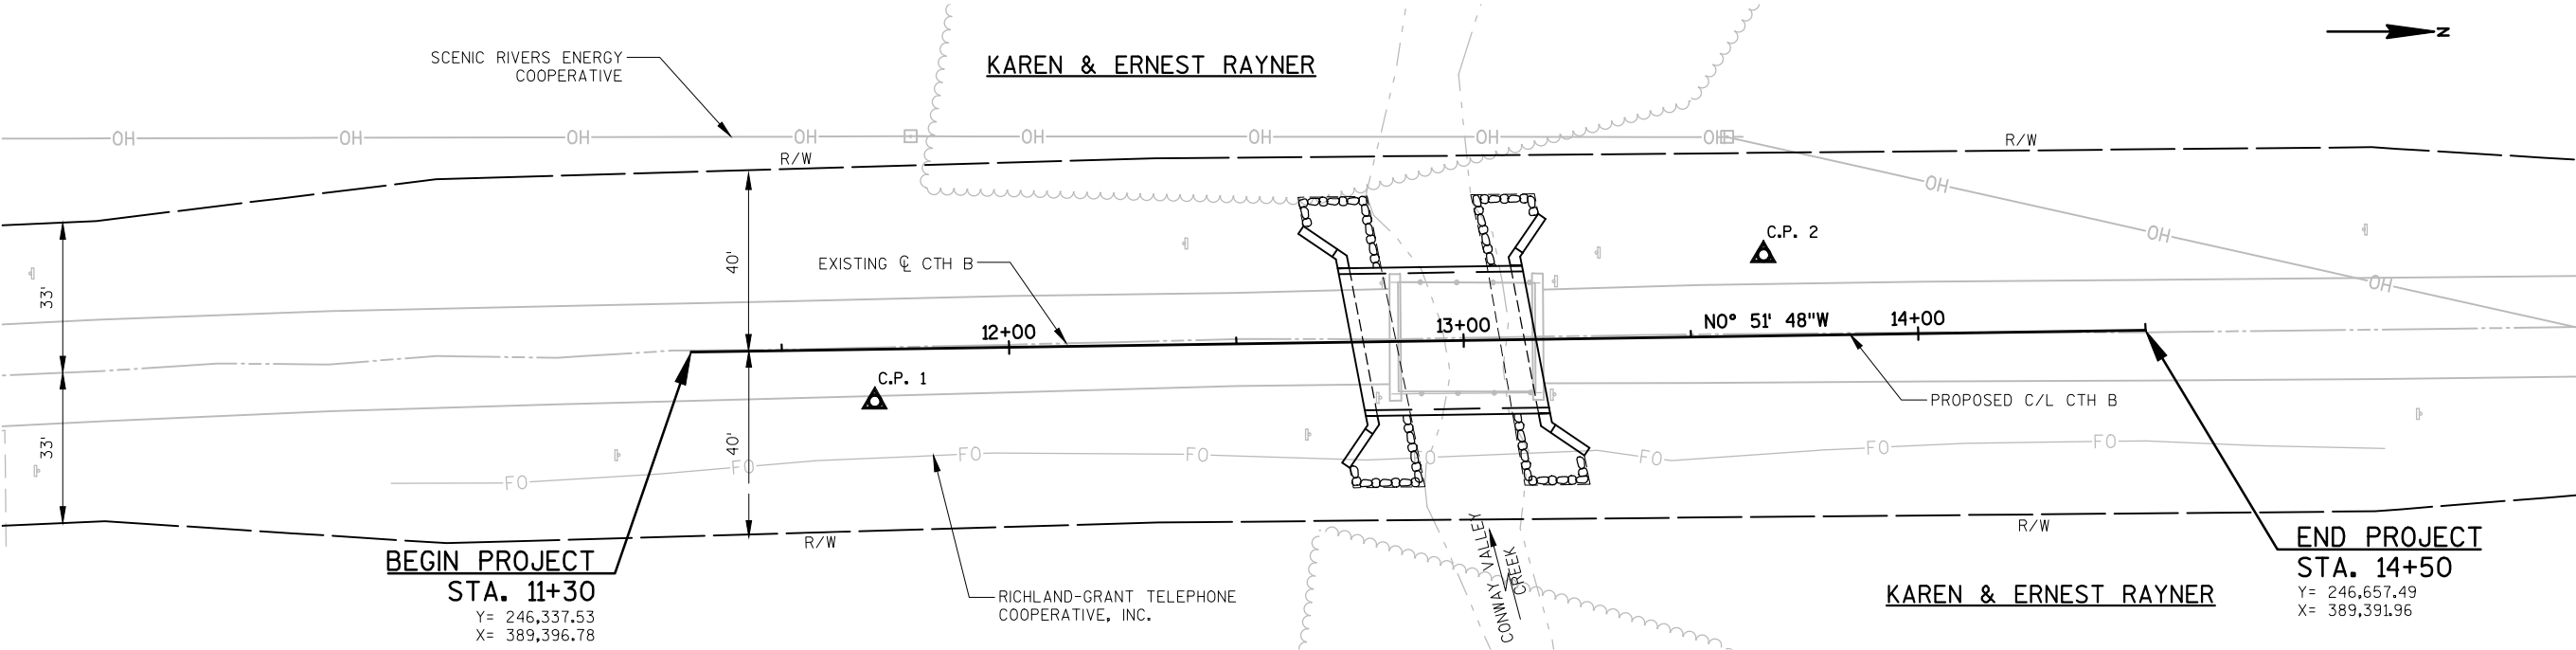 SCENIC RIVERS ENERGY
COOPERATIVE
KAREN & ERNEST RAYNER
N
OH OH OH OH OH OH OH OH
R/W
R/W
OH
OH
OH
40'
33'
EXISTING ℄ CTH B
C.P. 2
12+00
13+00
N0° 51' 48"W
14+00
C.P. 1
PROPOSED C/L CTH B
33'
40'
FO FO FO FO FO FO FO FO
R/W
R/W
BEGIN PROJECT
STA. 11+30
Y= 246,337.53
X= 389,396.78
RICHLAND-GRANT TELEPHONE
COOPERATIVE, INC.
CONWAY VALLEY
CREEK
KAREN & ERNEST RAYNER
END PROJECT
STA. 14+50
Y= 246,657.49
X= 389,391.96